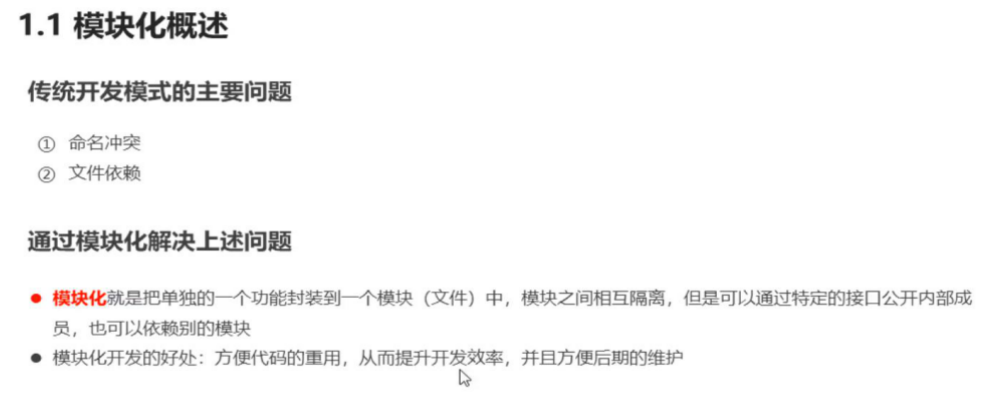 1.1 模块化概述
传统开发模式的主要问题
① 命名冲突
② 文件依赖
通过模块化解决上述问题
● 模块化就是把单独的一个功能封装到一个模块（文件）中，模块之间相互隔离，但是可以通过特定的接口公开内部成
员，也可以依赖别的模块
● 模块化开发的好处：方便代码的重用，从而提升开发效率，并且方便后期的维护